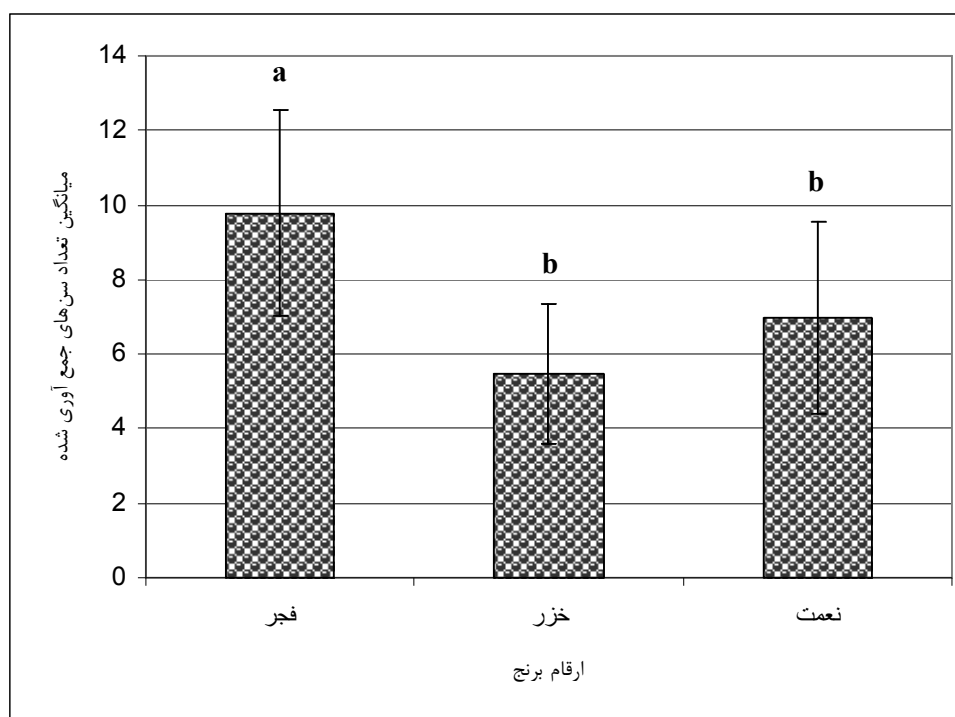 14
12
10
8
6
4
2
0
میانگین تعداد سن‌های جمع آوری شده
a
b
b
فجر
خزر
نعمت
ارقام برنج